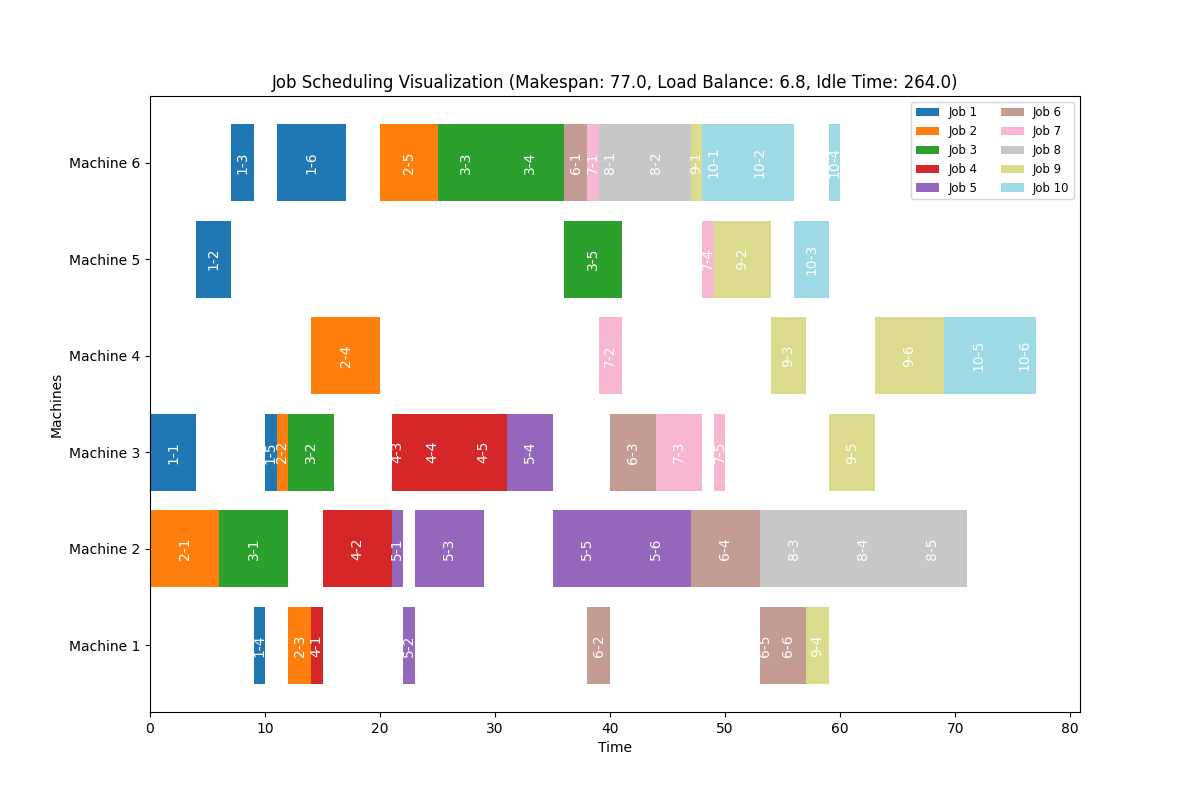 Job Scheduling Visualization (Makespan: 77.0, Load Balance: 6.8, Idle Time: 264.0)
Job 1 Job 6
Job 2 Job 7
Job 3 Job 8
Job 4 Job 9
Job 5 Job 10
Machine 6
1-3 1-6 2-5 3-3 3-4 6-1 7-1 8-1 8-2 9-1 10-1 10-2 10-4
Machine 5
1-2 3-5 7-4 9-2 10-3
Machine 4
2-4 7-2 9-3 9-6 10-5 10-6
Machine 3
1-1 1-5 2-2 3-2 4-3 4-4 4-5 5-4 6-3 7-3 7-5 9-5
Machine 2
2-1 3-1 4-2 5-1 5-3 5-5 5-6 6-4 8-3 8-4 8-5
Machine 1
1-4 2-3 4-1 5-2 6-2 6-5 6-6 9-4
Machines
0 10 20 30 40 50 60 70 80
Time